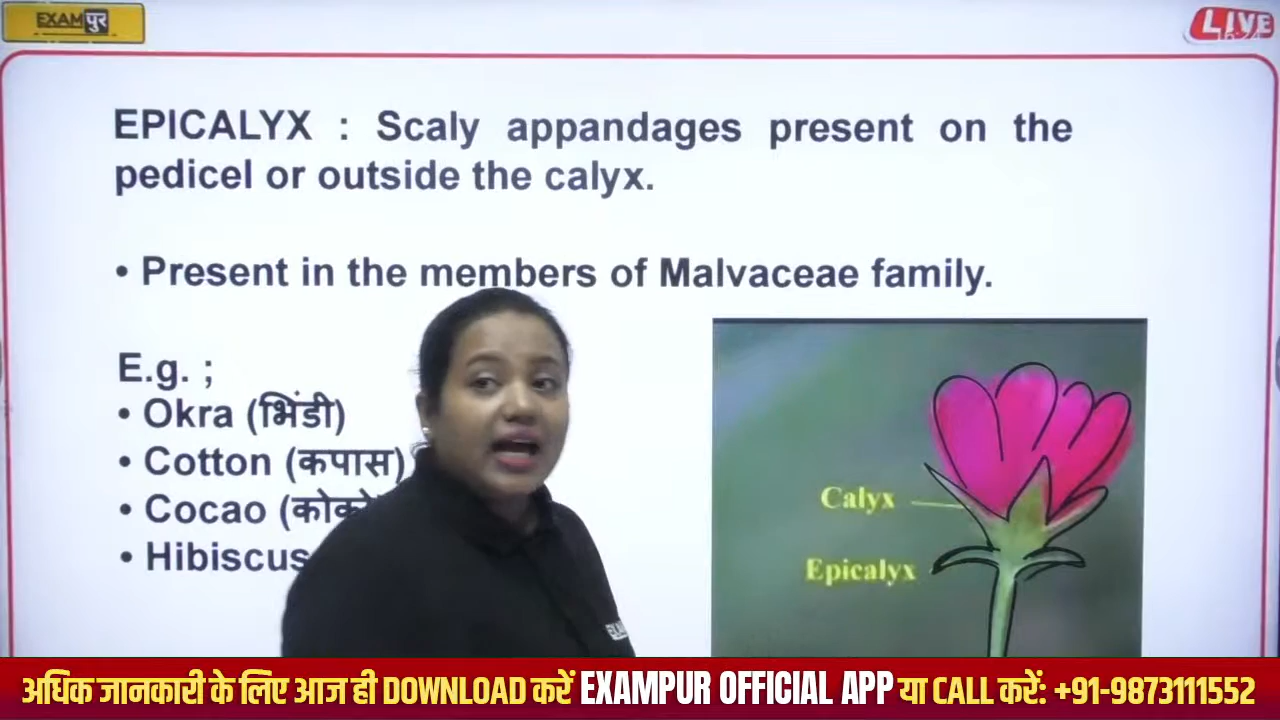 EXAMपुर
LIVE
EPICALYX : Scaly appandages present on the
pedicel or outside the calyx.
• Present in the members of Malvaceae family.
E.g. ;
• Okra (भिंडी)
• Cotton (कपास)
• Cocao
• Hibiscus
Calyx
Epicalyx
अधिक जानकारी के लिए आज ही DOWNLOAD करें EXAMPUR OFFICIAL APP या CALL करें: +91-9873111552